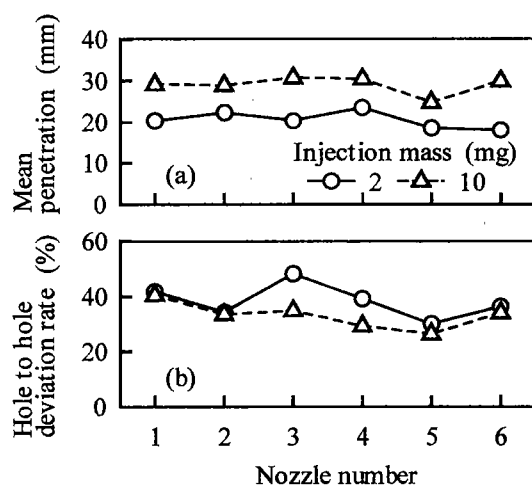 Mean penetration (mm)
40
30
20
10
0
Injection mass (mg)
2
10
(a)
Hole to hole deviation rate (%)
60
40
20
0
(b)
1 2 3 4 5 6
Nozzle number